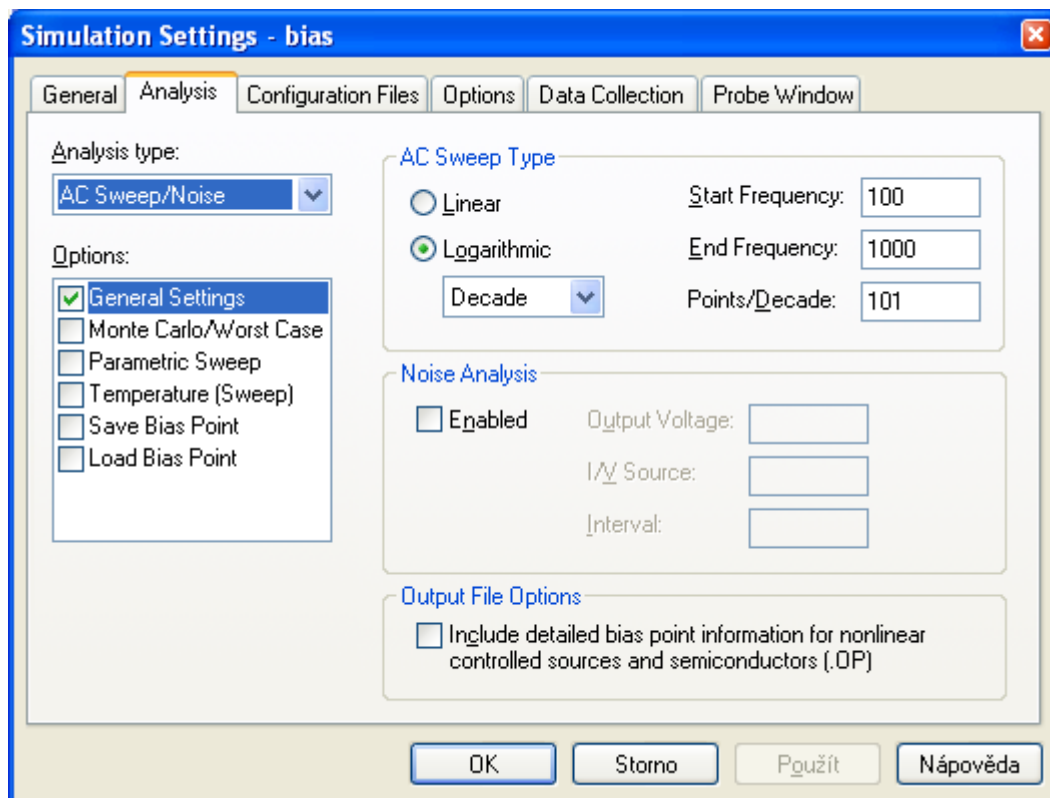 Simulation Settings - bias
General
Analysis
Configuration Files
Options
Data Collection
Probe Window
Analysis type:
AC Sweep/Noise
Options:
General Settings
Monte Carlo/Worst Case
Parametric Sweep
Temperature (Sweep)
Save Bias Point
Load Bias Point
AC Sweep Type
Linear
Logarithmic
Decade
Start Frequency: 100
End Frequency: 1000
Points/Decade: 101
Noise Analysis
Enabled
Output Voltage:
I/V Source:
Interval:
Output File Options
Include detailed bias point information for nonlinear
controlled sources and semiconductors (.OP)
OK
Storno
Použít
Nápověda